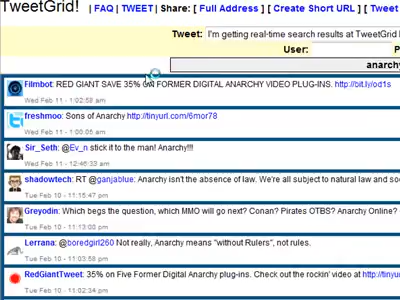 TweetGrid! | FAQ | TWEET | Share: [ Full Address ] [ Create Short URL ] [ Tweet
Tweet: I'm getting real-time search results at TweetGrid
User:
anarchy
Filmbot: RED GIANT SAVE 35% ON FORMER DIGITAL ANARCHY VIDEO PLUG-INS. http://bit.ly/od1s
Wed Feb 11 - 1:02:58 am
freshmoo: Sons of Anarchy http://tinyurl.com/6mor78
Wed Feb 11 - 1:00:06 am
Sir_Seth: @Ev_n stick it to the man! Anarchy!!!
Wed Feb 11 - 12:46:33 am
shadowtech: RT @ganjablue: Anarchy isn't the absence of law. We're all subject to natural and soc
Tue Feb 10 - 11:15:47 pm
Greyodin: Which begs the question, which MMO will go next? Conan? Pirates OTBS? Anarchy Online?
Tue Feb 10 - 11:13:08 pm
Lerrana: @boredgirl260 Not really, Anarchy means "without Rulers", not rules.
Tue Feb 10 - 11:04:38 pm
RedGiantTweet: 35% on Five Former Digital Anarchy plug-ins. Check out the rockin' video at http://tinyu
Tue Feb 10 - 11:02:34 pm